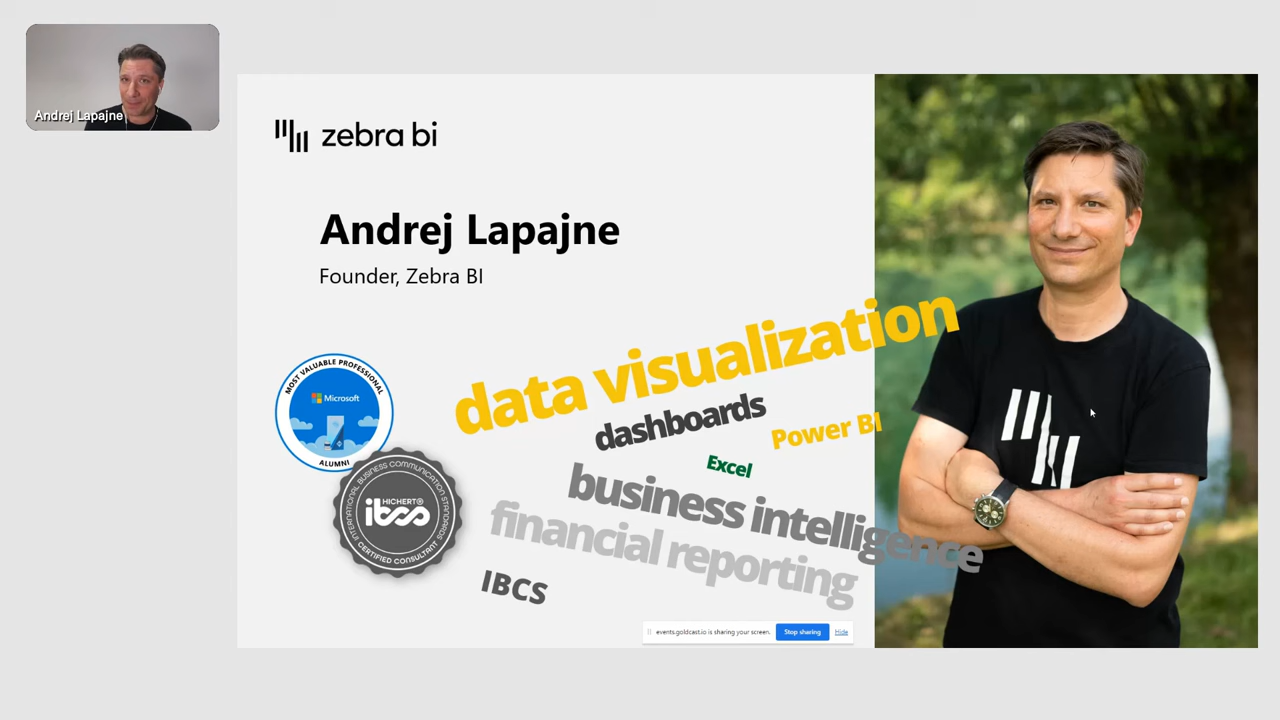 Andrej Lapajne
zebra bi
Andrej Lapajne
Founder, Zebra BI
data visualization
dashboards
Power BI
Excel
business intelligence
financial reporting
IBCS
MOST VALUABLE PROFESSIONAL
Microsoft
ALUMNI
INTERNATIONAL BUSINESS COMMUNICATION STANDARDS
HICHERT®
ibcs
CERTIFIED CONSULTANT
events.goldcast.io is sharing your screen.
Stop sharing
Hide